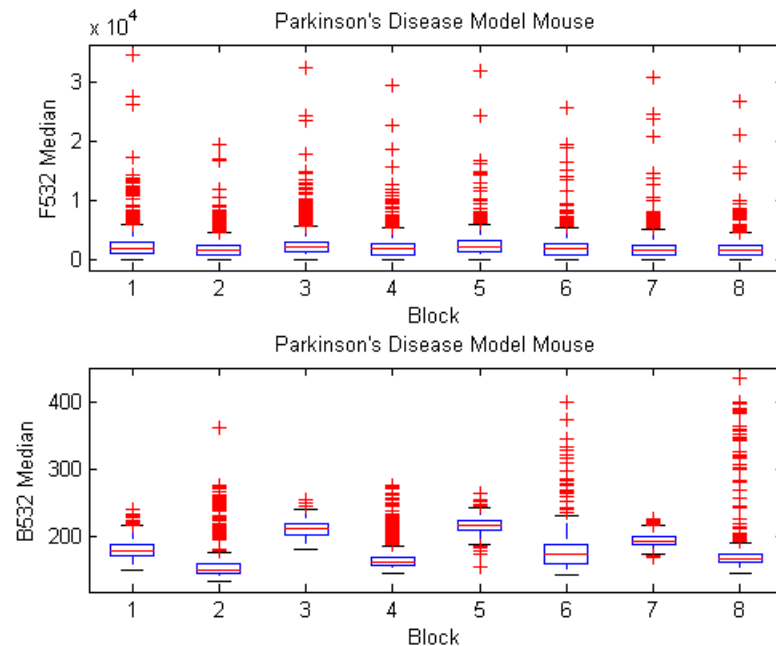 x 10^4
Parkinson's Disease Model Mouse
3
2
1
0
F532 Median
1 2 3 4 5 6 7 8
Block
Parkinson's Disease Model Mouse
400
300
200
B532 Median
1 2 3 4 5 6 7 8
Block